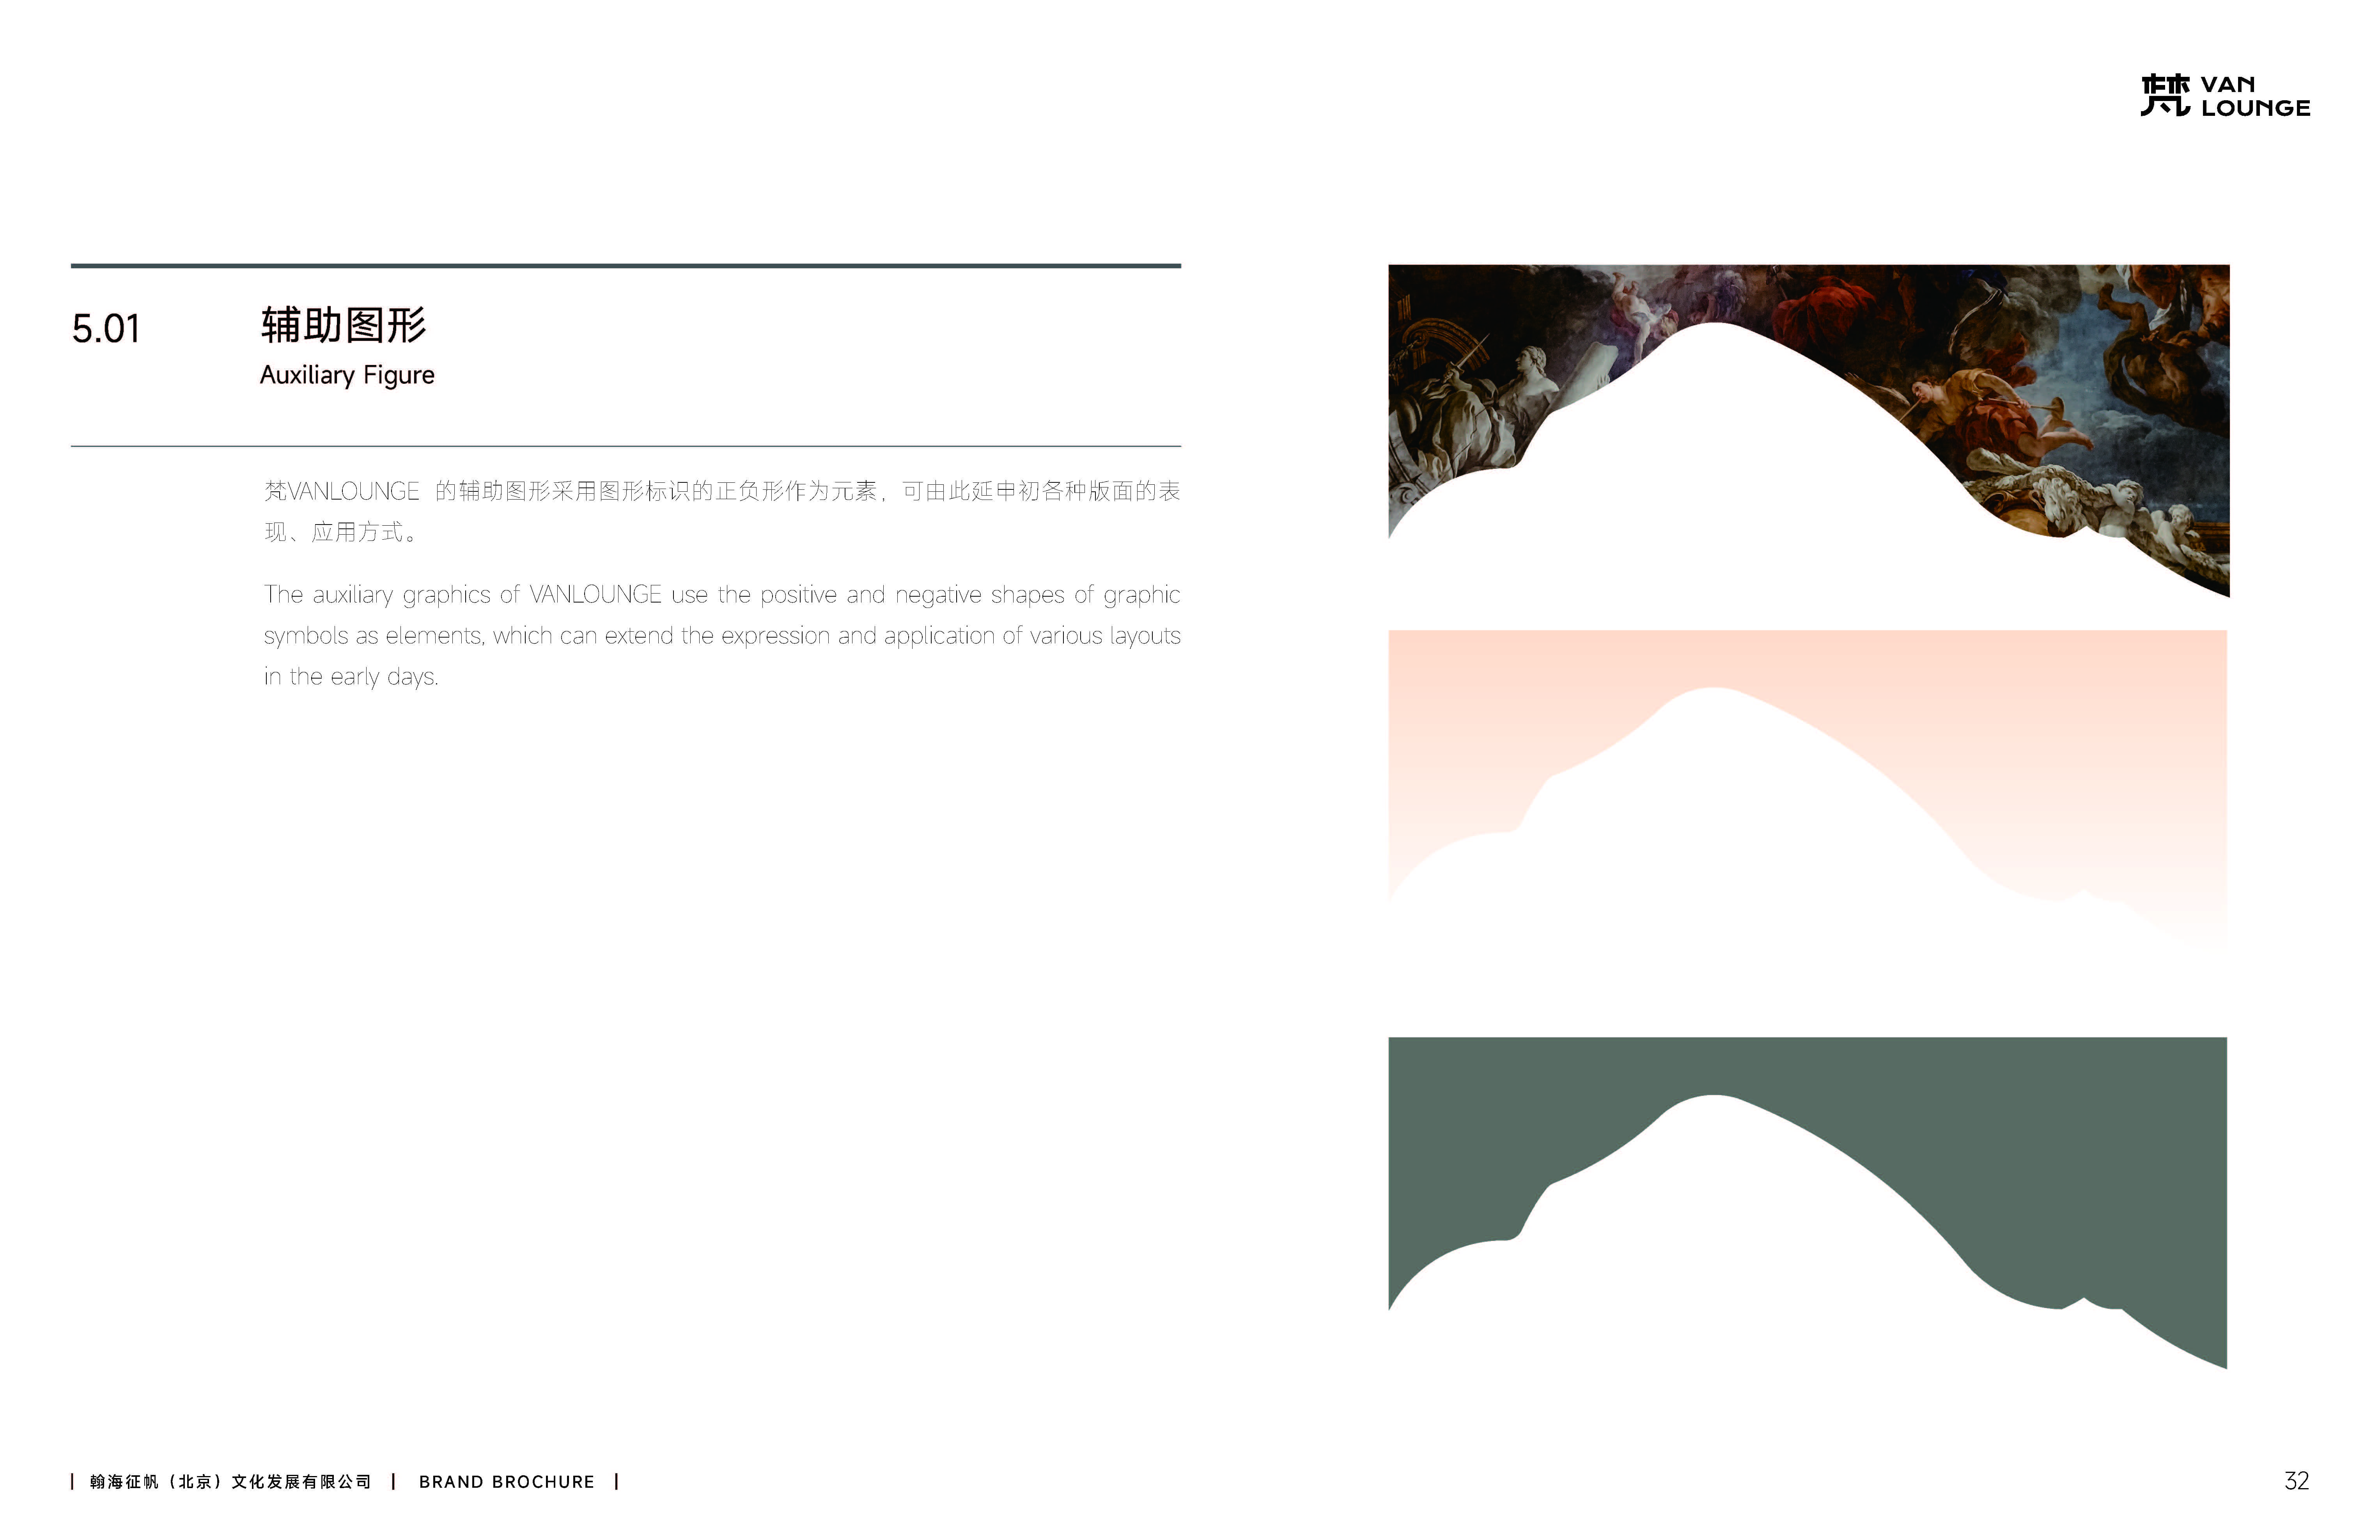 梵 VAN
LOUNGE
5.01
辅助图形
Auxiliary Figure
梵VANLOUNGE 的辅助图形采用图形标识的正负形作为元素，可由此延申初各种版面的表
现、应用方式。
The auxiliary graphics of VANLOUNGE use the positive and negative shapes of graphic
symbols as elements, which can extend the expression and application of various layouts
in the early days.
| 翰海征帆（北京）文化发展有限公司 | BRAND BROCHURE |
32